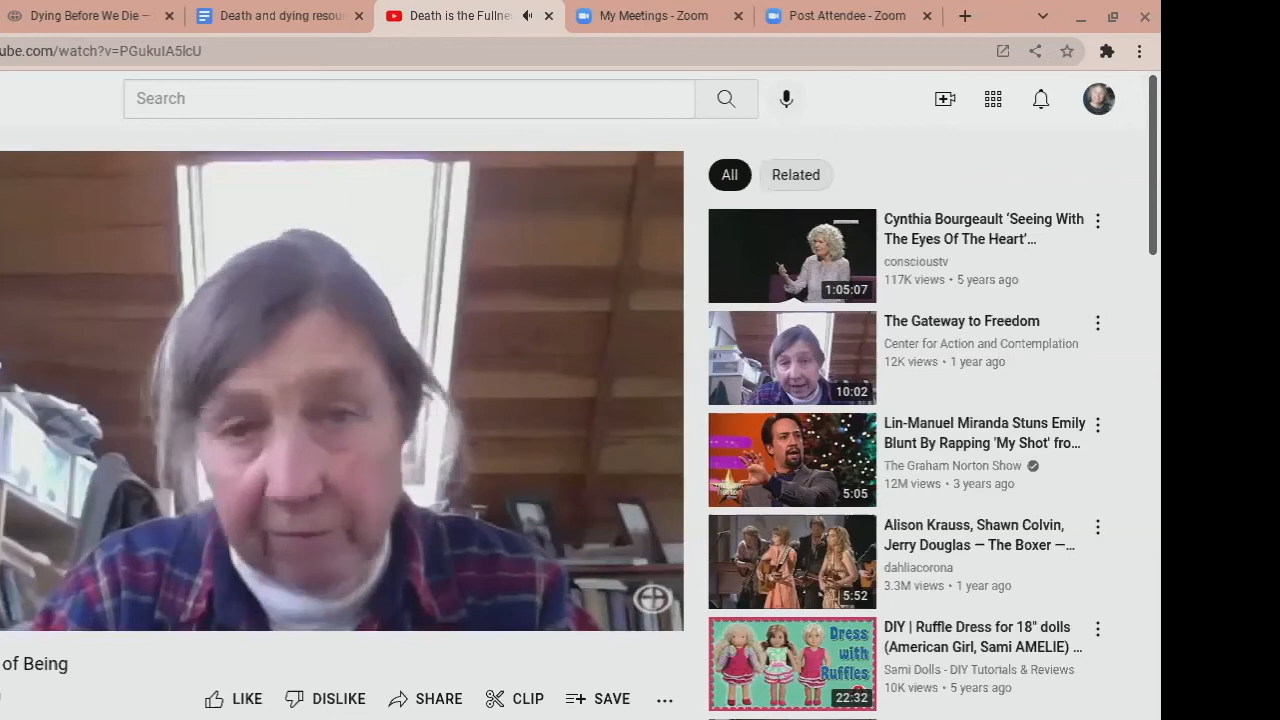 Dying Before We Die —
Death and dying resou
Death is the Fullne
My Meetings - Zoom
Post Attendee - Zoom
ube.com/watch?v=PGukuIA5lcU
Search
All
Related
Cynthia Bourgeault ‘Seeing With
The Eyes Of The Heart’...
conscioustv
117K views • 5 years ago
1:05:07
The Gateway to Freedom
Center for Action and Contemplation
12K views • 1 year ago
10:02
Lin-Manuel Miranda Stuns Emily
Blunt By Rapping 'My Shot' fro...
The Graham Norton Show
12M views • 3 years ago
5:05
Alison Krauss, Shawn Colvin,
Jerry Douglas — The Boxer —...
dahliacorona
3.3M views • 1 year ago
5:52
DIY | Ruffle Dress for 18" dolls
(American Girl, Sami AMELIE) ...
Sami Dolls - DIY Tutorials & Reviews
10K views • 5 years ago
Dress
with
Ruffles
22:32
of Being
LIKE
DISLIKE
SHARE
CLIP
SAVE